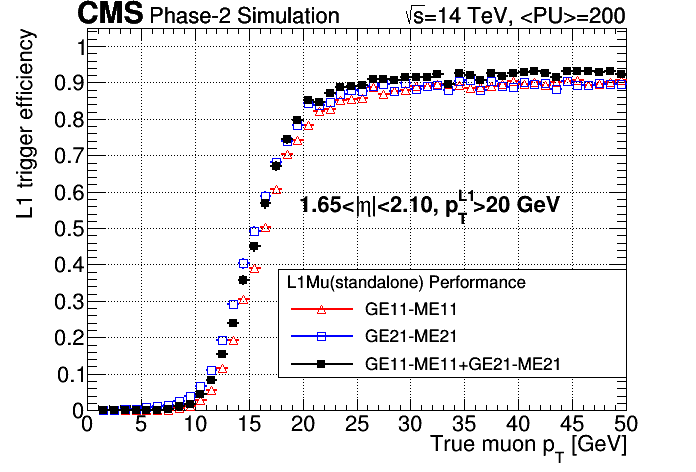 CMS Phase-2 Simulation √s=14 TeV, <PU>=200
L1 trigger efficiency
1
0.9
0.8
0.7
0.6
0.5
0.4
0.3
0.2
0.1
0
1.65<|η|<2.10, p_T^L1>20 GeV
L1Mu(standalone) Performance
GE11-ME11
GE21-ME21
GE11-ME11+GE21-ME21
0 5 10 15 20 25 30 35 40 45 50
True muon p_T [GeV]